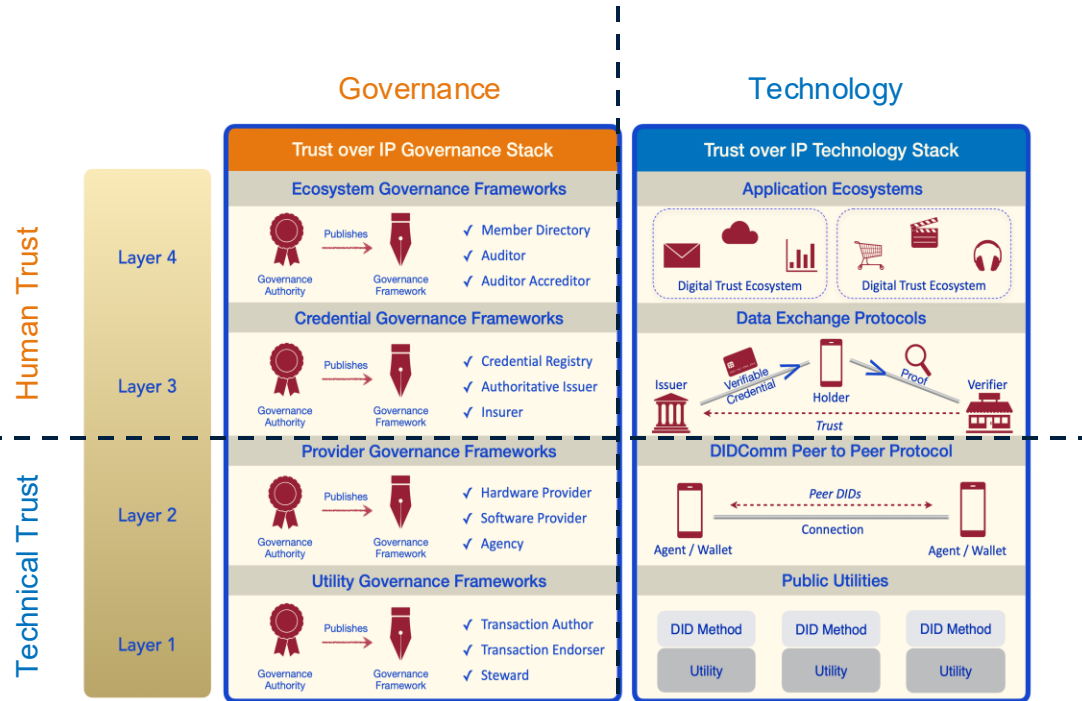 Governance
Technology
Human Trust
Technical Trust
Layer 4
Layer 3
Layer 2
Layer 1
Trust over IP Governance Stack
Ecosystem Governance Frameworks
Publishes
Governance
Authority
Governance
Framework
✓ Member Directory
✓ Auditor
✓ Auditor Accreditor
Credential Governance Frameworks
Publishes
Governance
Authority
Governance
Framework
✓ Credential Registry
✓ Authoritative Issuer
✓ Insurer
Provider Governance Frameworks
Publishes
Governance
Authority
Governance
Framework
✓ Hardware Provider
✓ Software Provider
✓ Agency
Utility Governance Frameworks
Publishes
Governance
Authority
Governance
Framework
✓ Transaction Author
✓ Transaction Endorser
✓ Steward
Trust over IP Technology Stack
Application Ecosystems
Digital Trust Ecosystem
Digital Trust Ecosystem
Data Exchange Protocols
Issuer
Verifiable
Credential
Holder
Proof
Verifier
Trust
DIDComm Peer to Peer Protocol
Peer DIDs
Connection
Agent / Wallet
Agent / Wallet
Public Utilities
DID Method
DID Method
DID Method
Utility
Utility
Utility